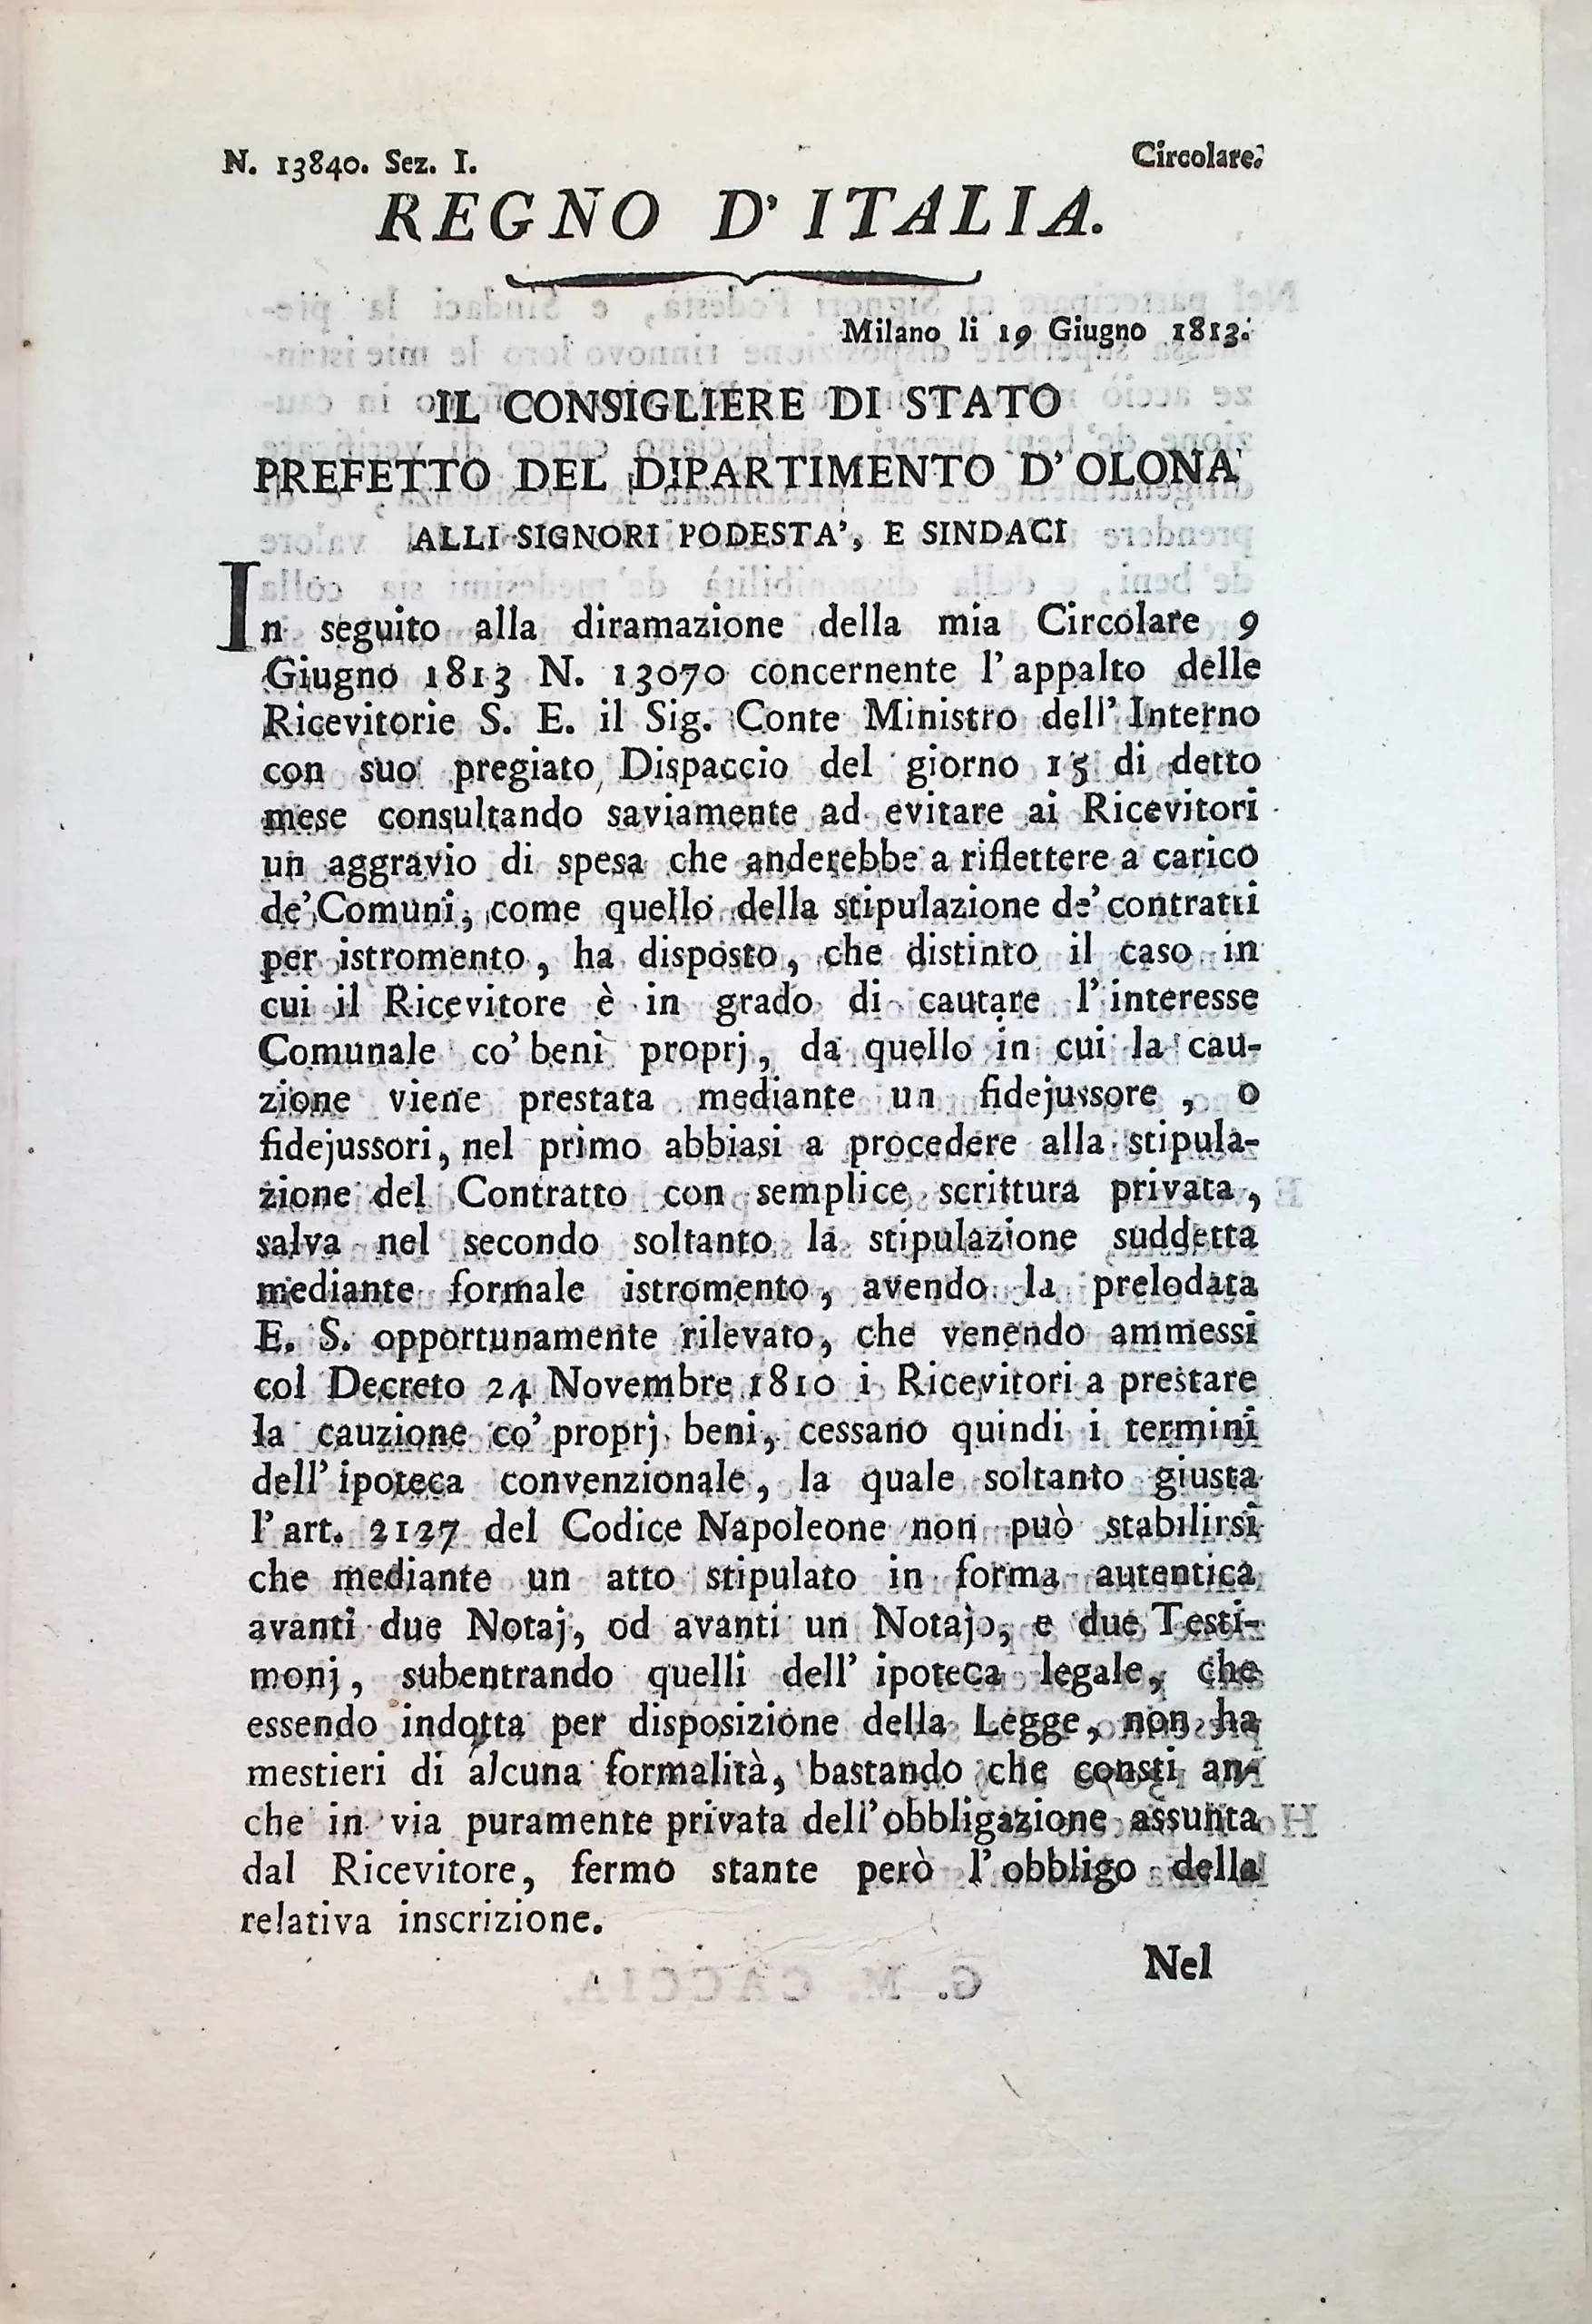 N. 13840. Sez. I.
Circolare.
REGNO D' ITALIA.
Milano li 19 Giugno 1813.
IL CONSIGLIERE DI STATO
PREFETTO DEL DIPARTIMENTO D' OLONA
ALLI SIGNORI PODESTA', E SINDACI
In seguito alla diramazione della mia Circolare 9
Giugno 1813 N. 13070 concernente l' appalto delle
Ricevitorie S. E. il Sig. Conte Ministro dell' Interno
con suo pregiato Dispaccio del giorno 15 di detto
mese consultando saviamente ad evitare ai Ricevitori
un aggravio di spesa che anderebbe a riflettere a carico
de' Comuni, come quello della stipulazione de' contratti
per istromento, ha disposto, che distinto il caso in
cui il Ricevitore è in grado di cautare l' interesse
Comunale co' beni proprj, da quello in cui la cau-
zione viene prestata mediante un fidejussore, o
fidejussori, nel primo abbiasi a procedere alla stipula-
zione del Contratto con semplice scrittura privata,
salva nel secondo soltanto la stipulazione suddetta
mediante formale istromento, avendo la prelodata
E. S. opportunamente rilevato, che venendo ammessi
col Decreto 24 Novembre 1810 i Ricevitori a prestare
la cauzione co' proprj beni, cessano quindi i termini
dell' ipoteca convenzionale, la quale soltanto giusta
l' art. 2127 del Codice Napoleone non può stabilirsi
che mediante un atto stipulato in forma autentica
avanti due Notaj, od avanti un Notajo, e due Testi-
monj, subentrando quelli dell' ipoteca legale, che
essendo indotta per disposizione della Legge, non ha
mestieri di alcuna formalità, bastando che consti an-
che in via puramente privata dell' obbligazione assunta
dal Ricevitore, fermo stante però l' obbligo della
relativa inscrizione.
Nel